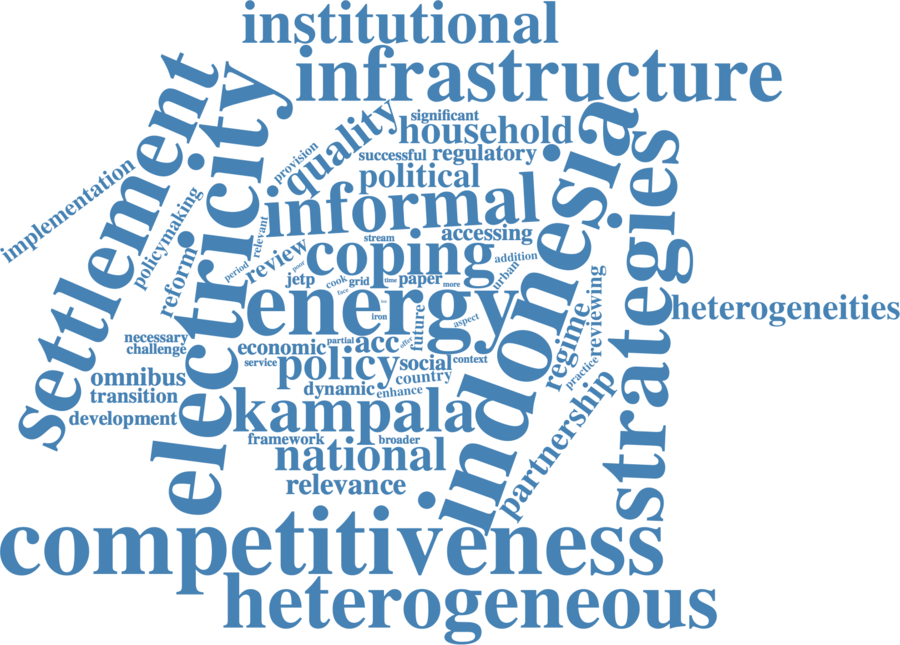 institutional
infrastructure
settlement
electricity
significant
household
quality
provision
implementation
successful regulatory
political
policymaking
informal
indonesia
strategies
relevant
accessing
stream
review
coping
addition
reform
period
poor
urban
jetp
cook
grid
time
paper
more
face
energy
reviewing
heterogeneities
iron
aspect
future
regime
necessary
challenge
economic
partial
acc
after
service
policy
social
context
practice
omnibus
country
transition
dynamic
enhance
partnership
development
kampala
framework
broader
national
relevance
competitiveness
heterogeneous